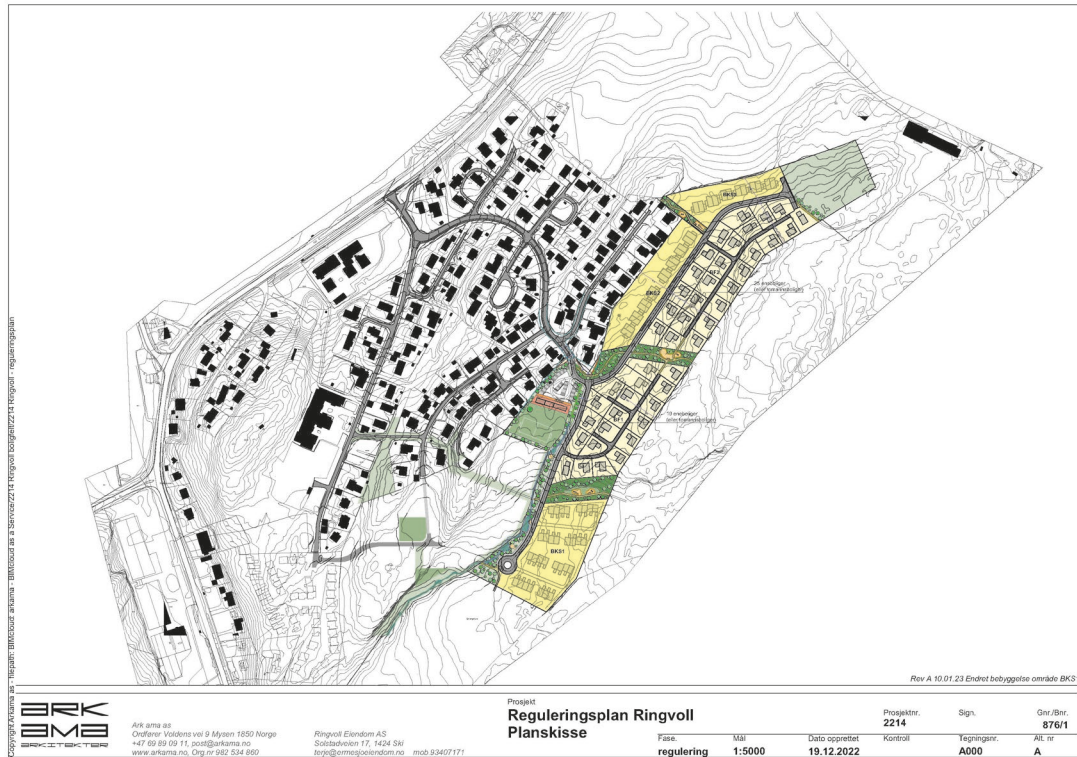 BKS3
BF2
25 eneboliger
(eller tomannsboliger)
BKS2
19 eneboliger
(eller tomannsboliger)
BKS1
Rev A 10.01.23 Endret bebyggelse område BKS
Copyright Arkama as - filepath: BIMcloud: arkama - BIMcloud as a Service/2214 Ringvoll boligfelt/2214 Ringvoll - reguleringsplan
ARK
AMA
ARKITEKTER
Ark ama as
Ordfører Voldens vei 9 Mysen 1850 Norge
+47 69 89 09 11, post@arkama.no
www.arkama.no, Org.nr 982 534 860
Ringvoll Eiendom AS
Solstadveien 17, 1424 Ski
terje@ermesjoeiendom.no mob 93407171
Prosjekt
Reguleringsplan Ringvoll
Planskisse
Prosjektnr.
2214
Sign.
Gnr./Bnr.
876/1
Fase.
regulering
Mål
1:5000
Dato opprettet
19.12.2022
Kontroll
Tegningsnr.
A000
Alt. nr
A